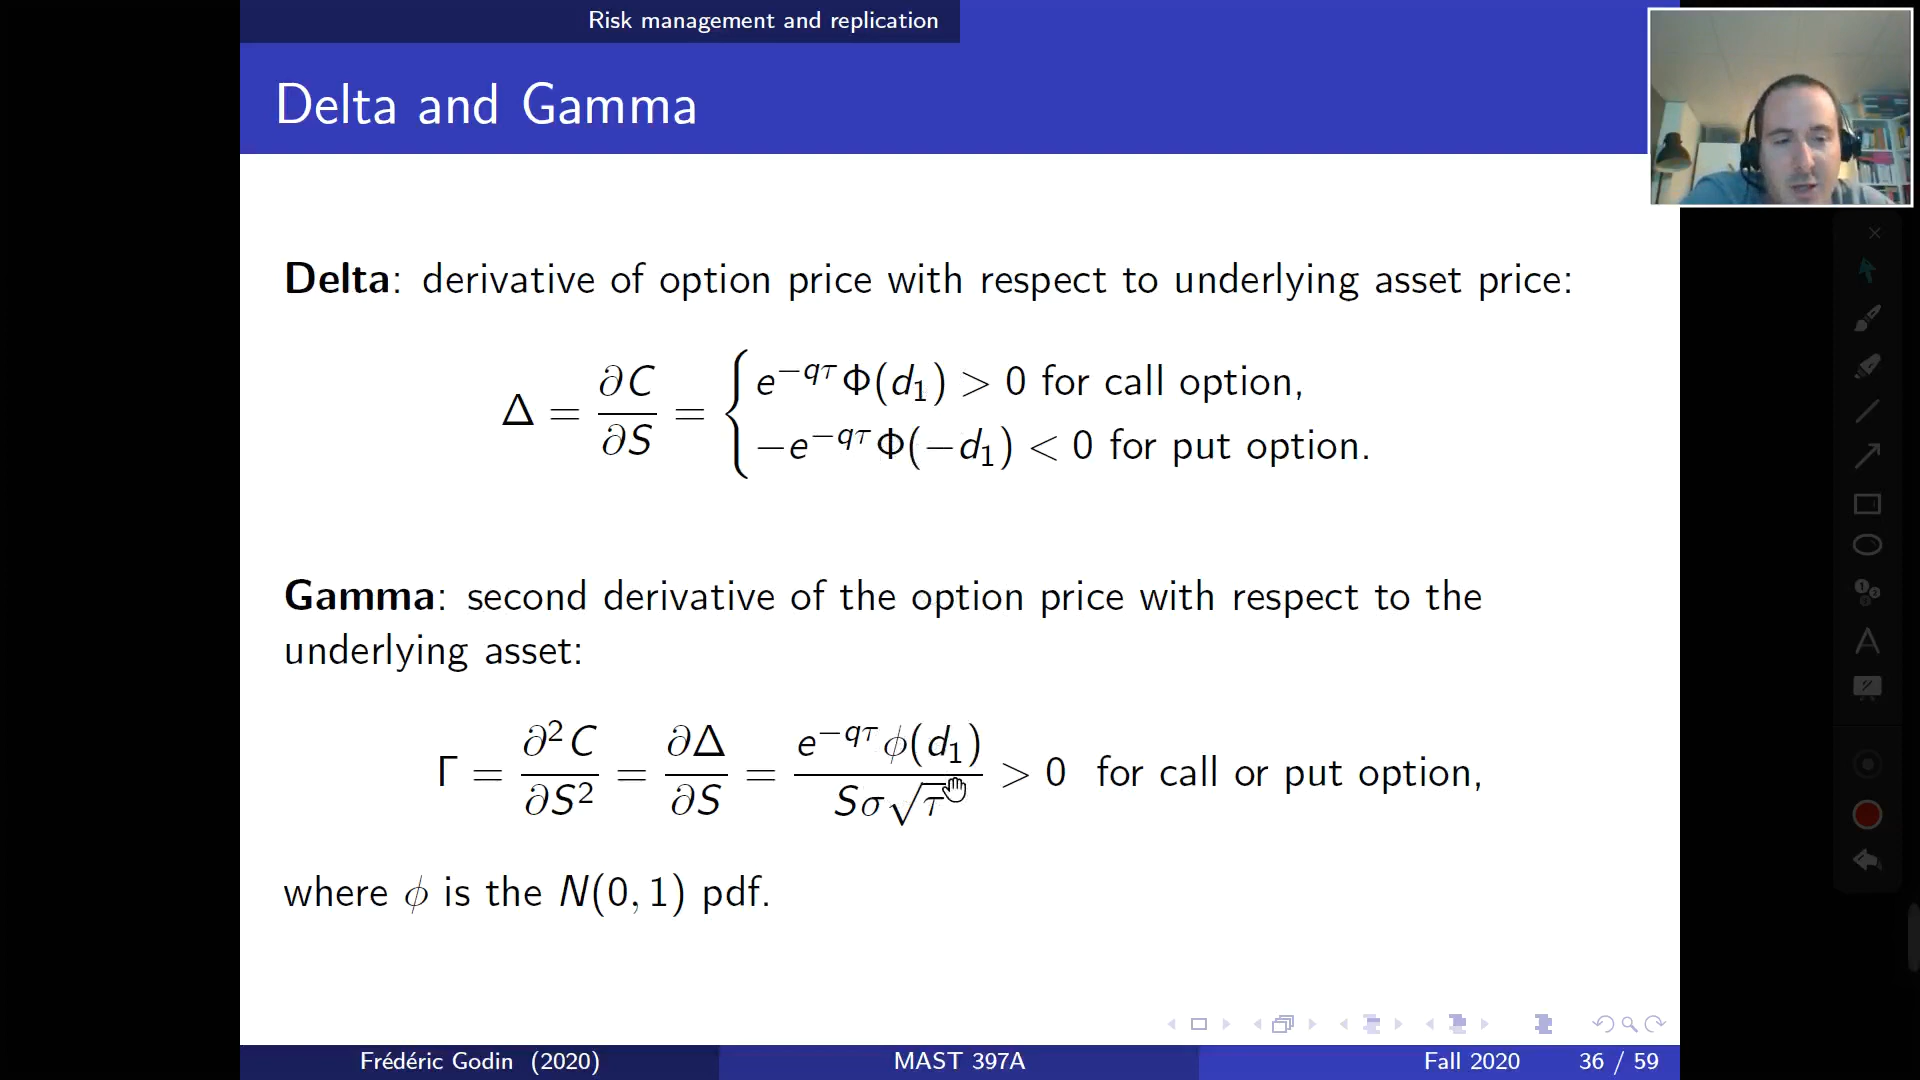 Risk management and replication
Delta and Gamma
Delta: derivative of option price with respect to underlying asset price:
Δ = ∂C/∂S = { e^{−qτ}Φ(d₁) > 0 for call option,
−e^{−qτ}Φ(−d₁) < 0 for put option.
Gamma: second derivative of the option price with respect to the
underlying asset:
Γ = ∂²C/∂S² = ∂Δ/∂S = e^{−qτ}ϕ(d₁)/(Sσ√τ) > 0 for call or put option,
where ϕ is the N(0, 1) pdf.
Frédéric Godin (2020) MAST 397A Fall 2020 36 / 59